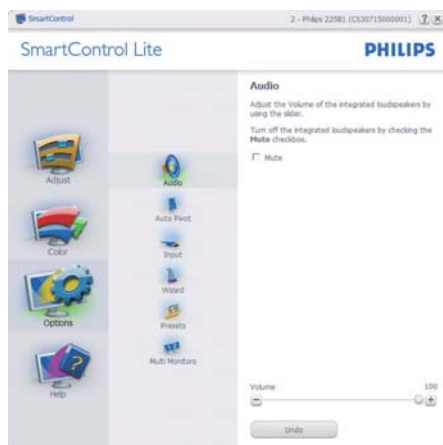 SmartControl
2 - Philips 225B1 (CS30715000001)
SmartControl Lite
PHILIPS
Adjust
Color
Options
Help
Audio
Auto Pivot
Input
Wizard
Presets
Multi Monitors
Audio
Adjust the Volume of the integrated loudspeakers by
using the slider.
Turn off the integrated loudspeakers by checking the
Mute checkbox.
Mute
Volume 100
Undo